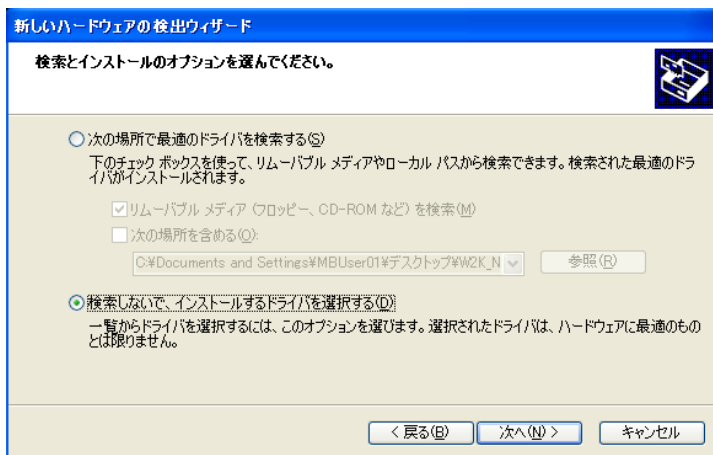 新しいハードウェアの検出ウィザード
検索とインストールのオプションを選んでください。
次の場所で最適のドライバを検索する(S)
下のチェック ボックスを使って、リムーバブル メディアやローカル パスから検索できます。検索された最適のドラ
イバがインストールされます。
リムーバブル メディア (フロッピー、CD-ROM など) を検索(M)
次の場所を含める(O):
C:¥Documents and Settings¥MBUser01¥デスクトップ¥W2K_N
参照(R)
検索しないで、インストールするドライバを選択する(D)
一覧からドライバを選択するには、このオプションを選びます。選択されたドライバは、ハードウェアに最適のもの
とは限りません。
< 戻る(B) 次へ(N) > キャンセル